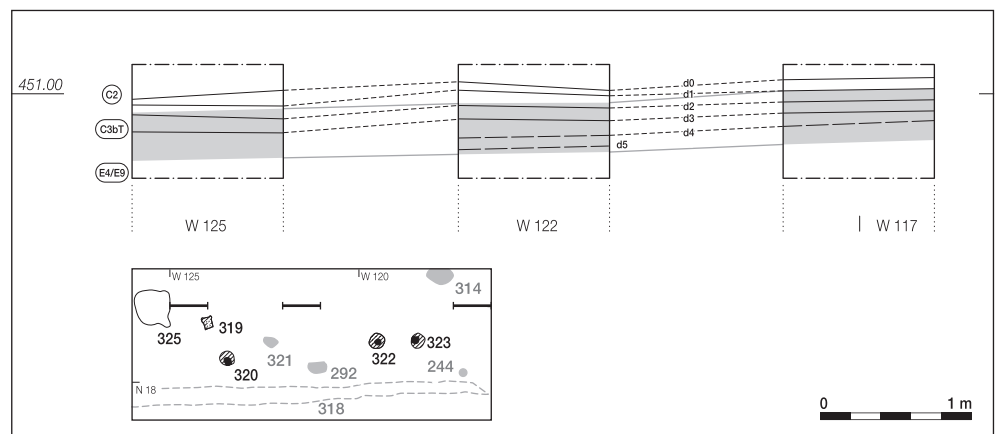 451.00
C2
C3bT
E4/E9
d0
d1
d2
d3
d4
d5
W 125
W 122
W 117
W 125
W 120
314
325
319
321
320
292
322
323
244
N 18
318
0
1 m